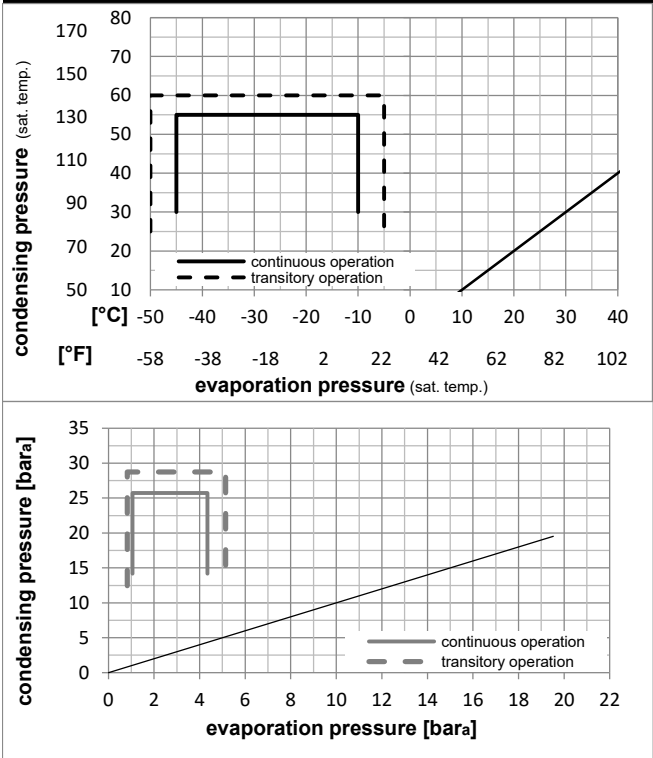 condensing pressure (sat. temp.)
170 80
150 70
130 60
110 50
90 40
70 30
50 20
10
continuous operation
transitory operation
[°C] -50 -40 -30 -20 -10 0 10 20 30 40
[°F] -58 -38 -18 2 22 42 62 82 102
evaporation pressure (sat. temp.)
condensing pressure [bara]
35
30
25
20
15
10
5
0
continuous operation
transitory operation
0 2 4 6 8 10 12 14 16 18 20 22
evaporation pressure [bara]